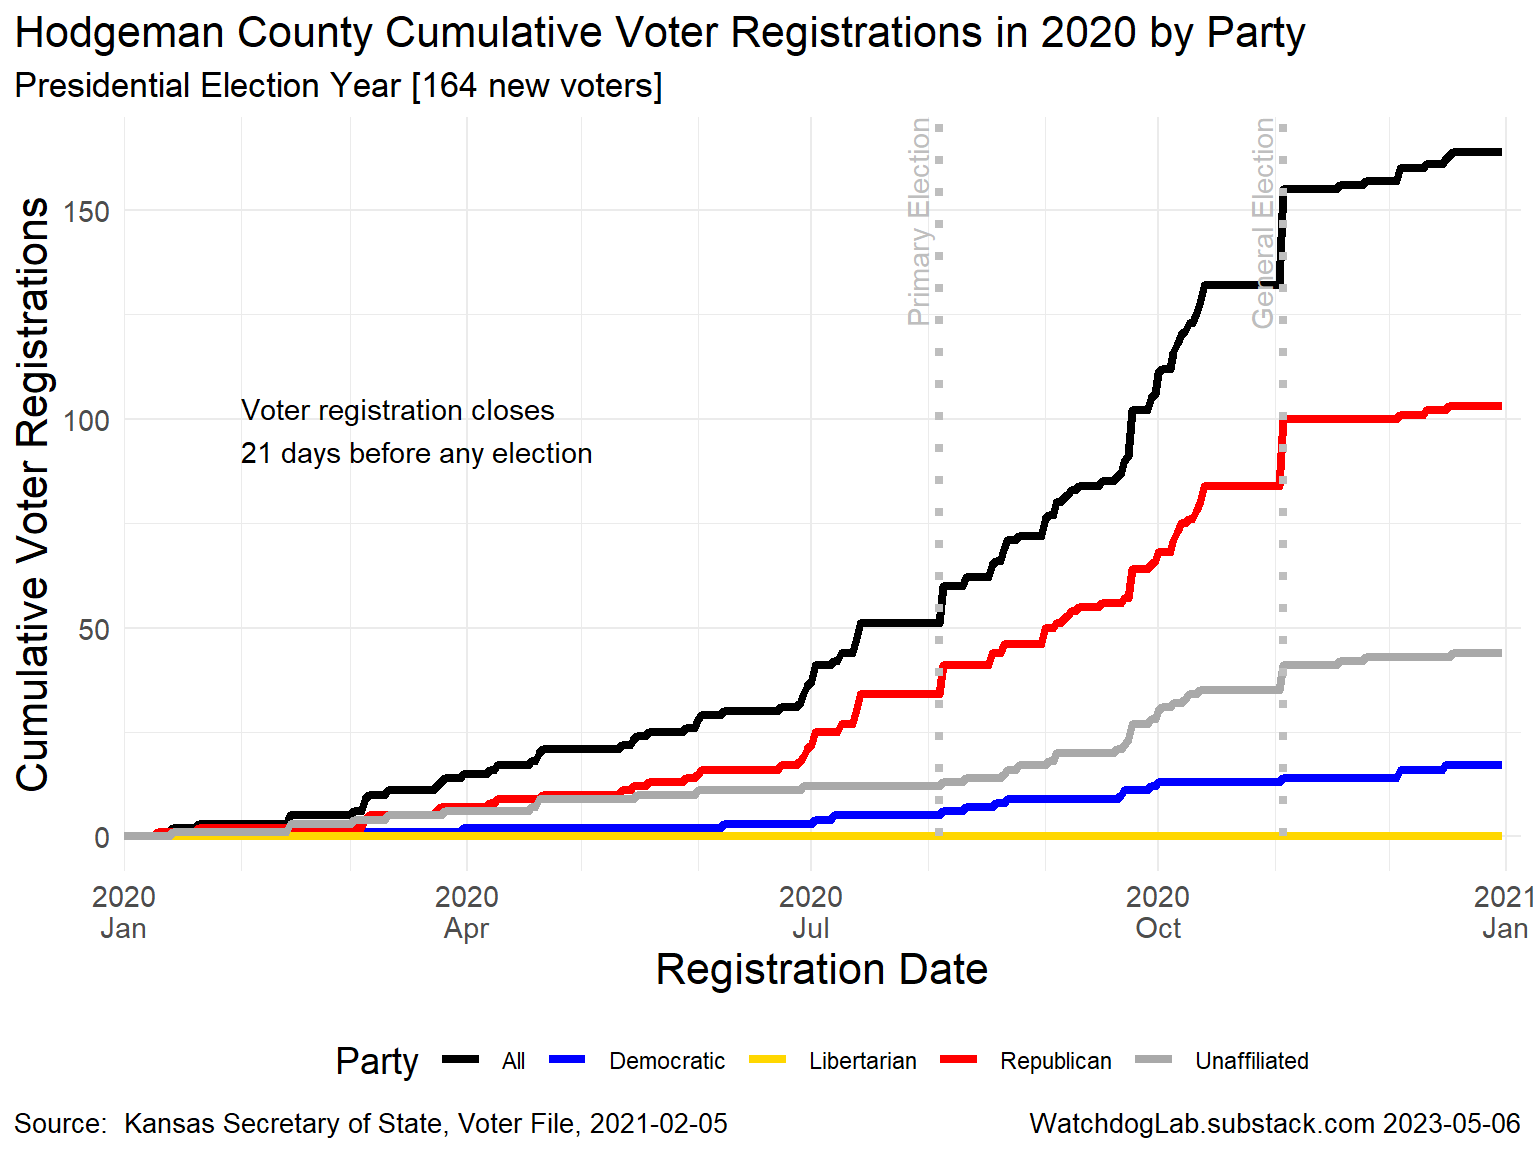 Hodgeman County Cumulative Voter Registrations in 2020 by Party
Presidential Election Year [164 new voters]
Cumulative Voter Registrations
150
100
50
0
Primary Election
General Election
Voter registration closes
21 days before any election
2020 2020 2020 2020 2021
Jan Apr Jul Oct Jan
Registration Date
Party All Democratic Libertarian Republican Unaffiliated
Source:  Kansas Secretary of State, Voter File, 2021-02-05
WatchdogLab.substack.com 2023-05-06